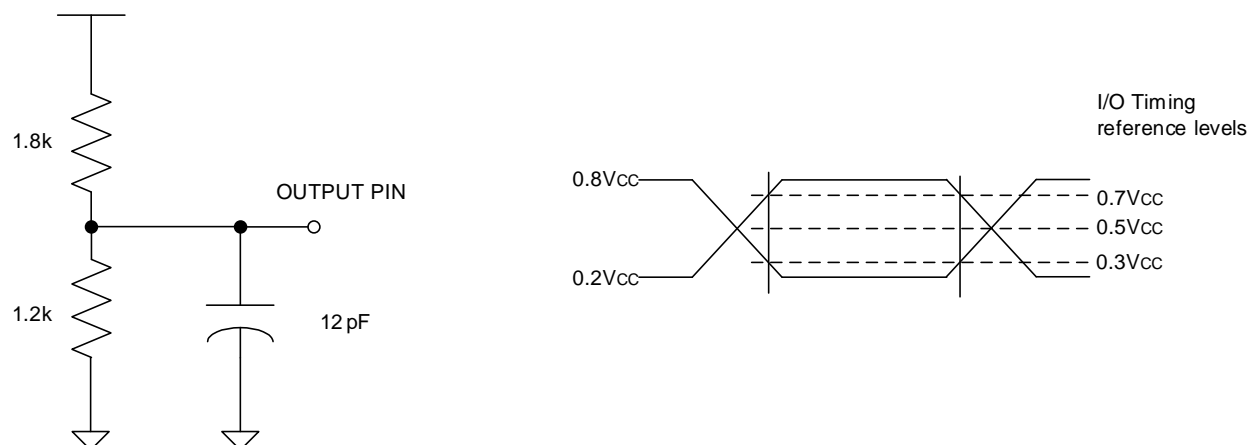 1.8k
OUTPUT PIN
1.2k
12 pF
I/O Timing
reference levels
0.8VCC
0.7VCC
0.5VCC
0.2VCC
0.3VCC